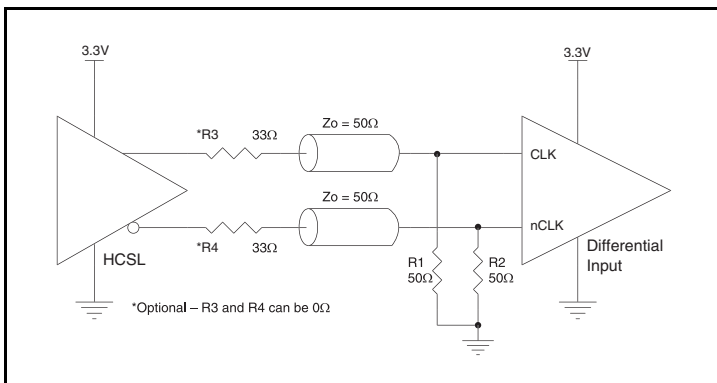 3.3V
3.3V
*R3 33Ω
Zo = 50Ω
CLK
Zo = 50Ω
nCLK
HCSL
*R4 33Ω
R1
50Ω
R2
50Ω
Differential
Input
*Optional – R3 and R4 can be 0Ω